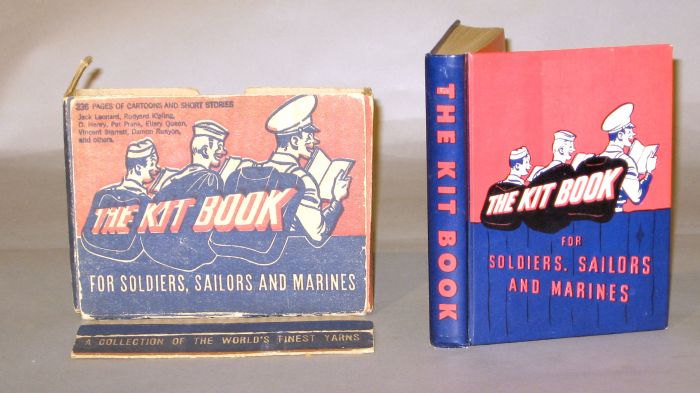 336 PAGES OF CARTOONS AND SHORT STORIES
Jack Leonard, Rudyard Kipling,
O. Henry, Pat Frank, Ellery Queen,
Vincent Starrett, Damon Runyon,
and others.
THE KIT BOOK
FOR SOLDIERS, SAILORS AND MARINES
A COLLECTION OF THE WORLD'S FINEST YARNS
THE KIT BOOK
THE KIT BOOK
FOR
SOLDIERS, SAILORS
AND MARINES